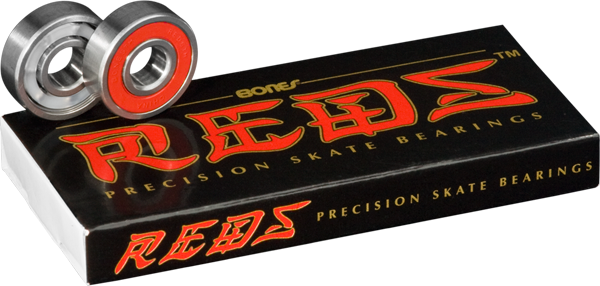 BONES
REDS™
PRECISION SKATE BEARINGS
REDS PRECISION SKATE BEARINGS